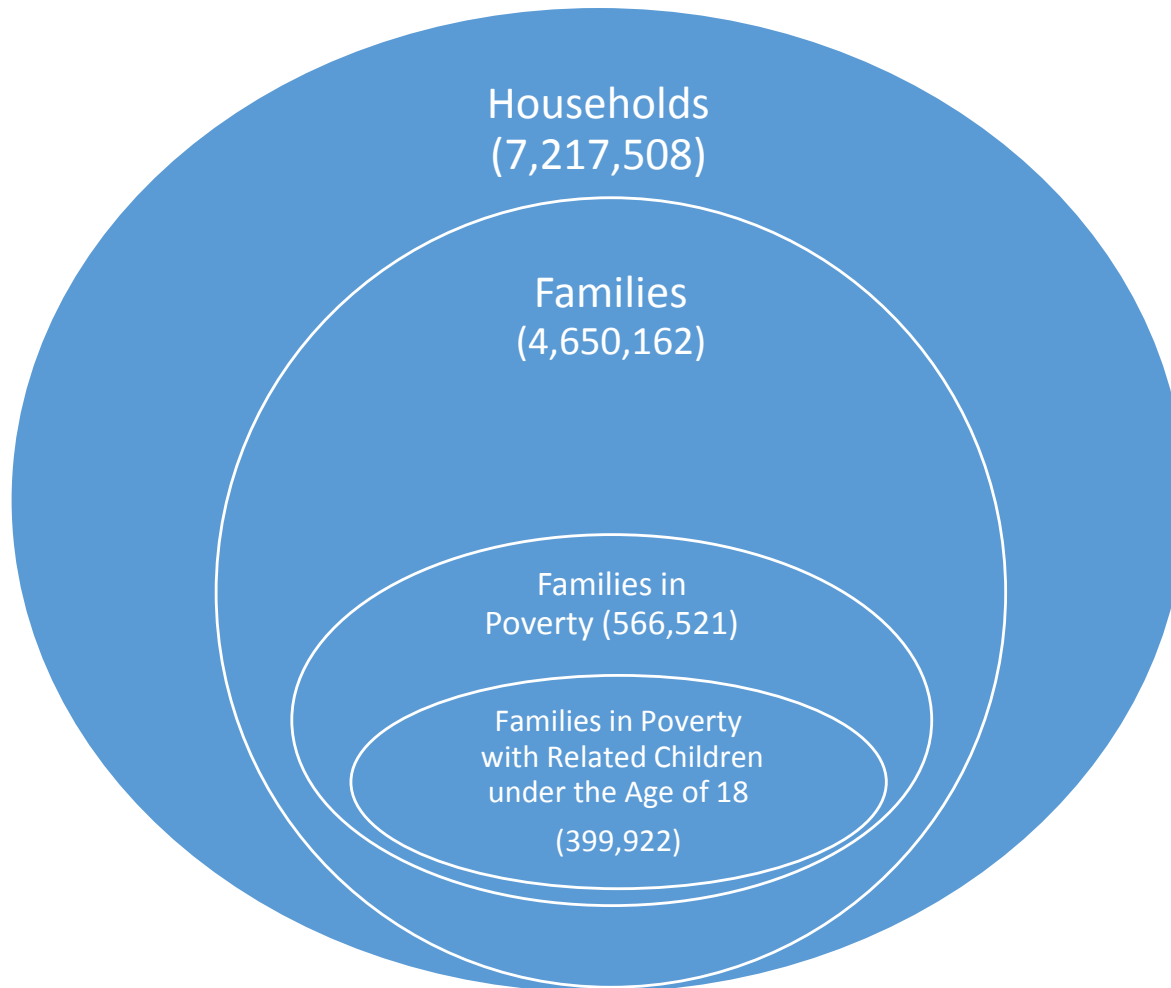 Households
(7,217,508)
Families
(4,650,162)
Families in
Poverty (566,521)
Families in Poverty
with Related Children
under the Age of 18
(399,922)